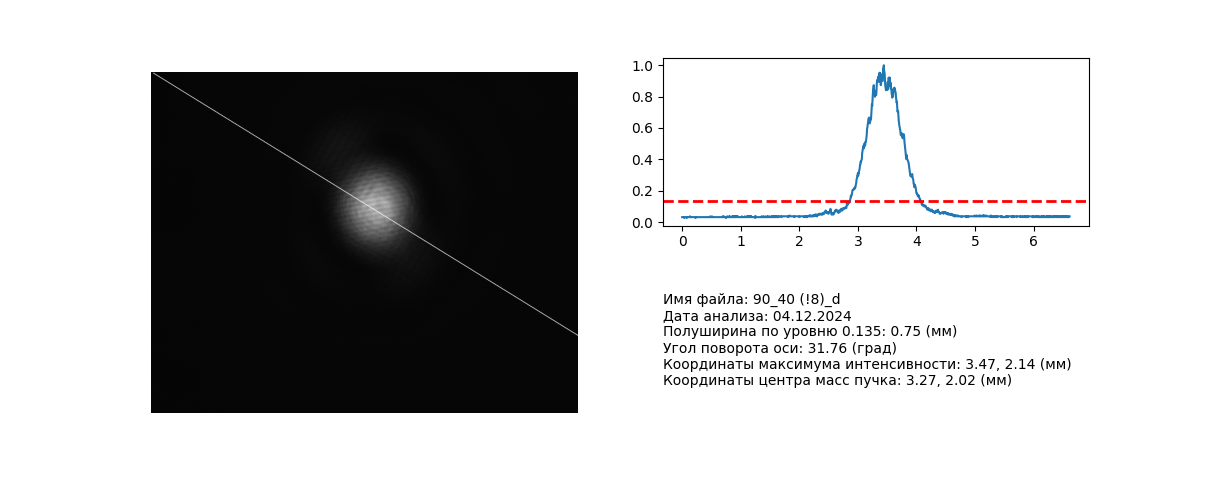 1.0
0.8
0.6
0.4
0.2
0.0
0 1 2 3 4 5 6
Имя файла: 90_40 (!8)_d
Дата анализа: 04.12.2024
Полуширина по уровню 0.135: 0.75 (мм)
Угол поворота оси: 31.76 (град)
Координаты максимума интенсивности: 3.47, 2.14 (мм)
Координаты центра масс пучка: 3.27, 2.02 (мм)